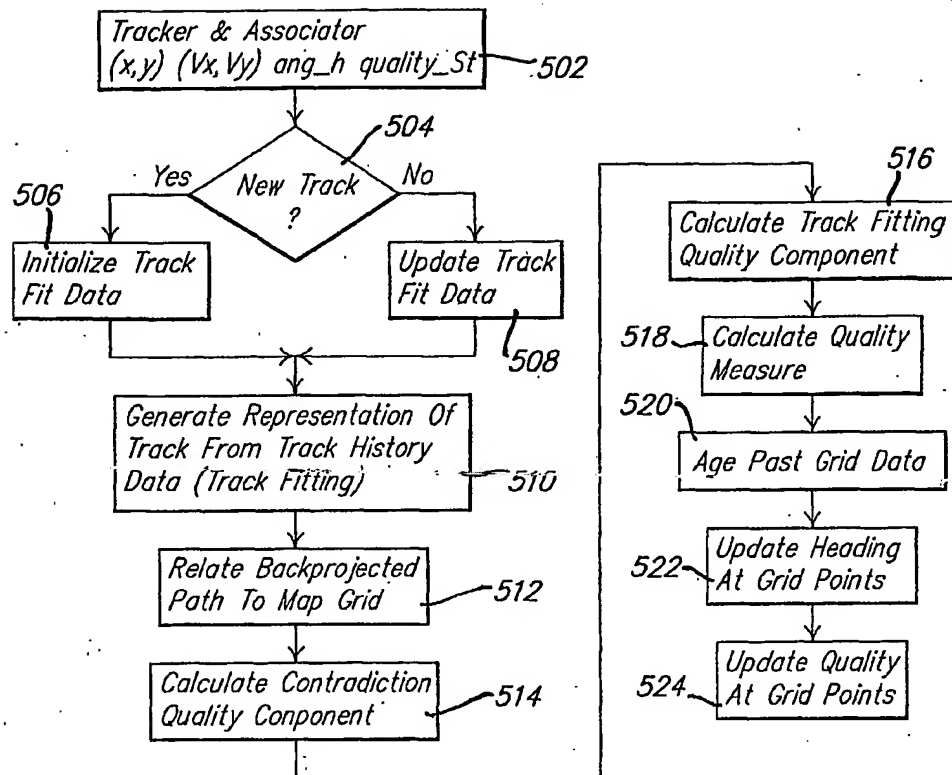 Tracker & Associator
(x,y) (Vx,Vy) ang_h quality_St
502
504
Yes
New Track
?
No
506
Initialize Track
Fit Data
Update Track
Fit Data
508
Generate Representation Of
Track From Track History
Data (Track Fitting)
510
Relate Backprojected
Path To Map Grid
512
Calculate Contradiction
Quality Conponent
514
516
Calculate Track Fitting
Quality Component
518
Calculate Quality
Measure
520
Age Past Grid Data
522
Update Heading
At Grid Points
524
Update Quality
At Grid Points